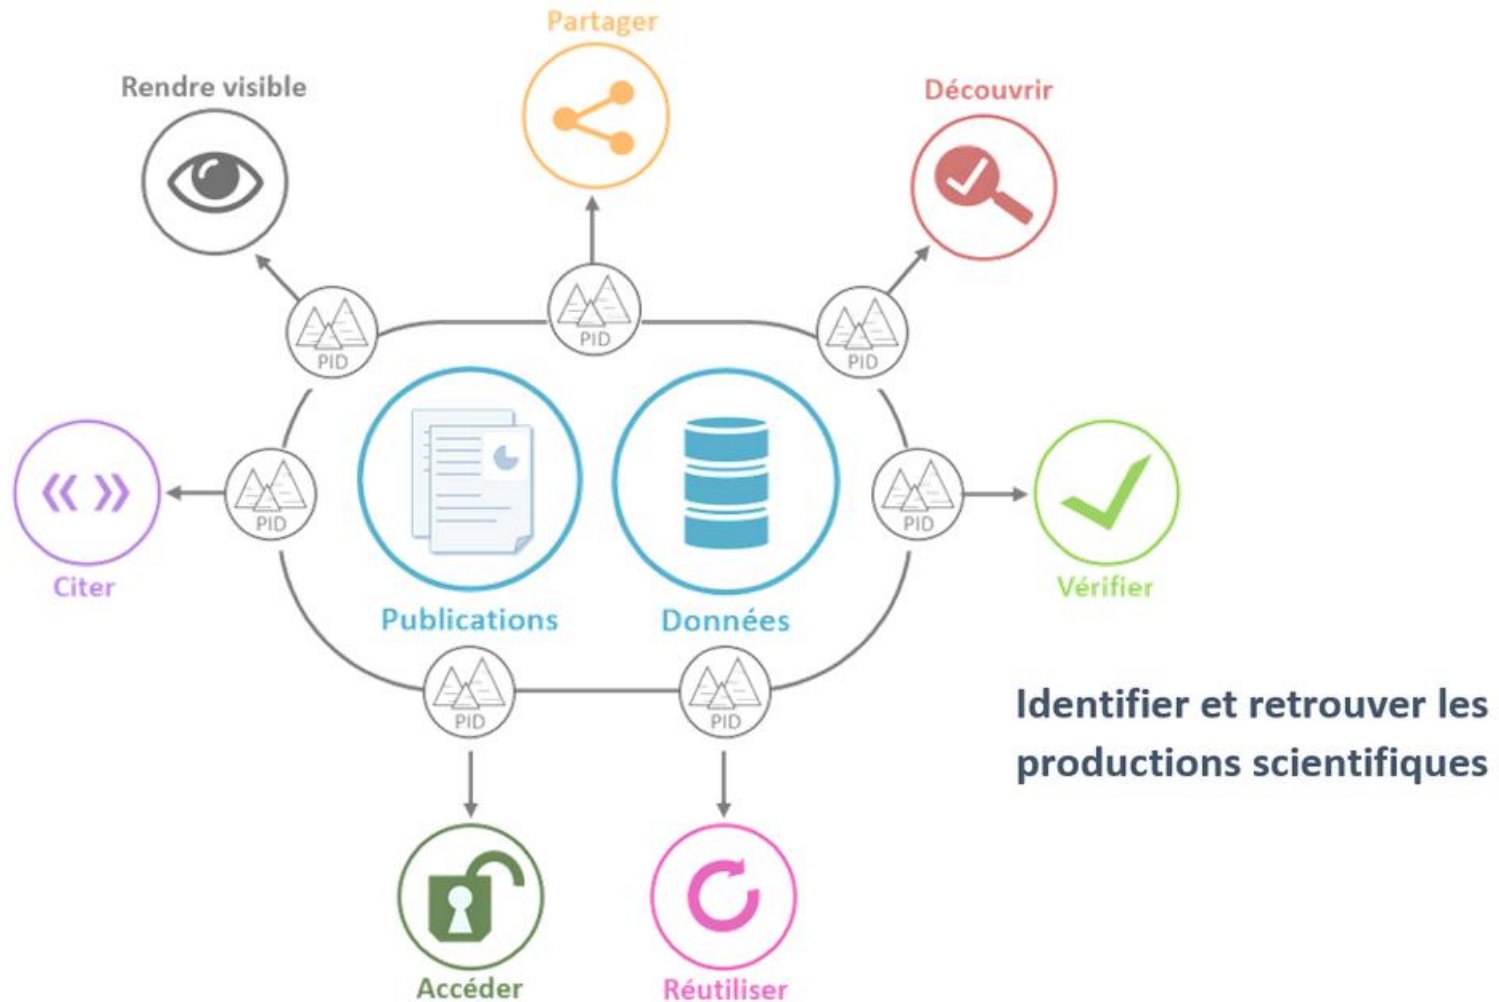 Partager
Rendre visible
Découvrir
PID
PID
PID
PID
PID
Citer
Vérifier
Publications
Données
PID
PID
Identifier et retrouver les
productions scientifiques
Accéder
Réutiliser